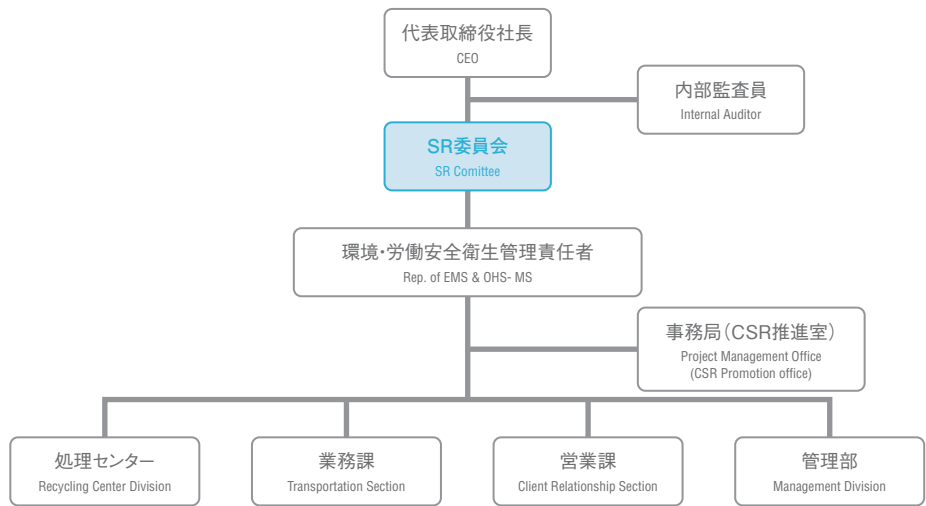 代表取締役社長
CEO
内部監査員
Internal Auditor
SR委員会
SR Comittee
環境・労働安全衛生管理責任者
Rep. of EMS & OHS- MS
事務局（CSR推進室）
Project Management Office
(CSR Promotion office)
処理センター
Recycling Center Division
業務課
Transportation Section
営業課
Client Relationship Section
管理部
Management Division